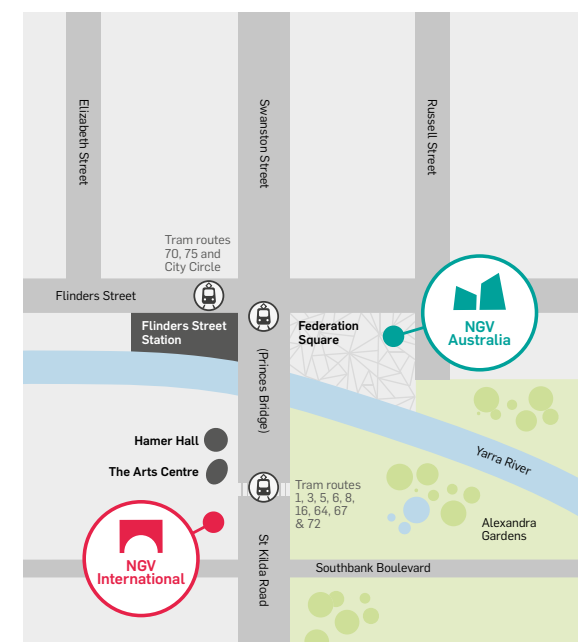 Elizabeth Street
Swanston Street
Russell Street
Tram routes
70, 75 and
City Circle
Flinders Street
Flinders Street
Station
Federation
Square
NGV
Australia
(Princes Bridge)
Hamer Hall
The Arts Centre
Yarra River
Tram routes
1, 3, 5, 6, 8,
16, 64, 67
& 72
Alexandra
Gardens
NGV
International
St Kilda Road
Southbank Boulevard